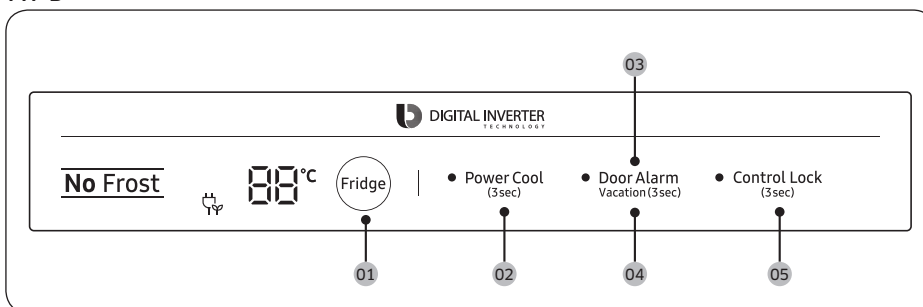 03
DIGITAL INVERTER
TECHNOLOGY
No Frost
88°C
Fridge
Power Cool
(3sec)
Door Alarm
Vacation(3sec)
Control Lock
(3sec)
01
02
04
05